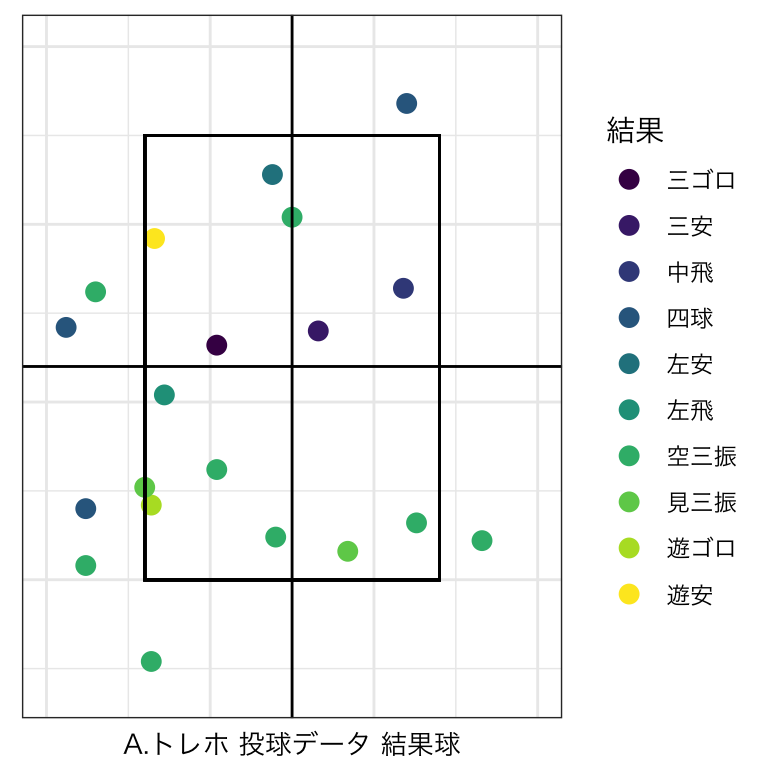 結果
三ゴロ
三安
中飛
四球
左安
左飛
空三振
見三振
遊ゴロ
遊安
A.トレホ 投球データ 結果球